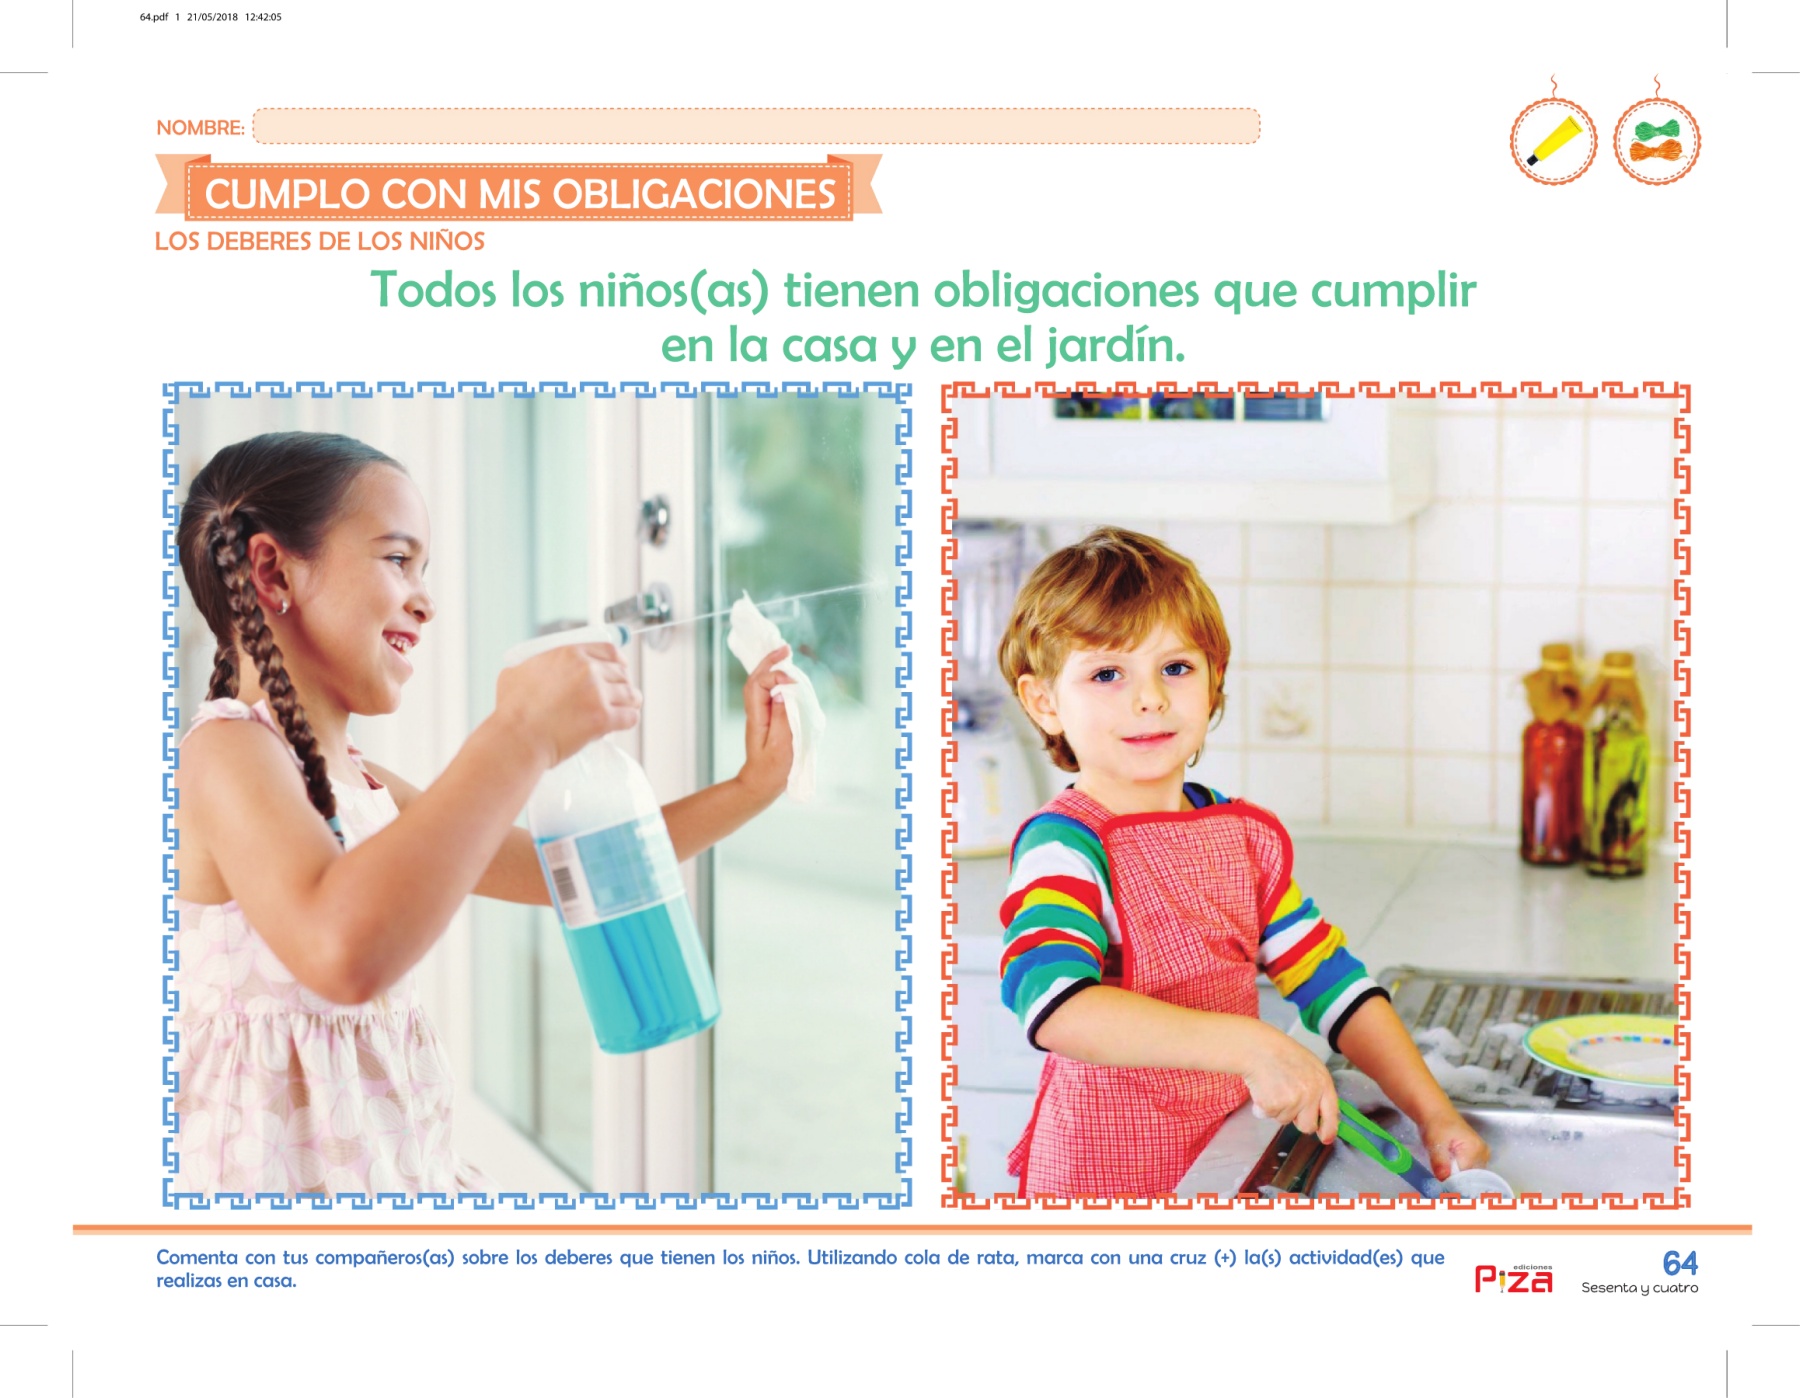 64.pdf 1 21/05/2018 12:42:05
NOMBRE:
CUMPLO CON MIS OBLIGACIONES
LOS DEBERES DE LOS NIÑOS
Todos los niños(as) tienen obligaciones que cumplir
en la casa y en el jardín.
Comenta con tus compañeros(as) sobre los deberes que tienen los niños. Utilizando cola de rata, marca con una cruz (+) la(s) actividad(es) que
realizas en casa.
ediciones
Piza
64
Sesenta y cuatro